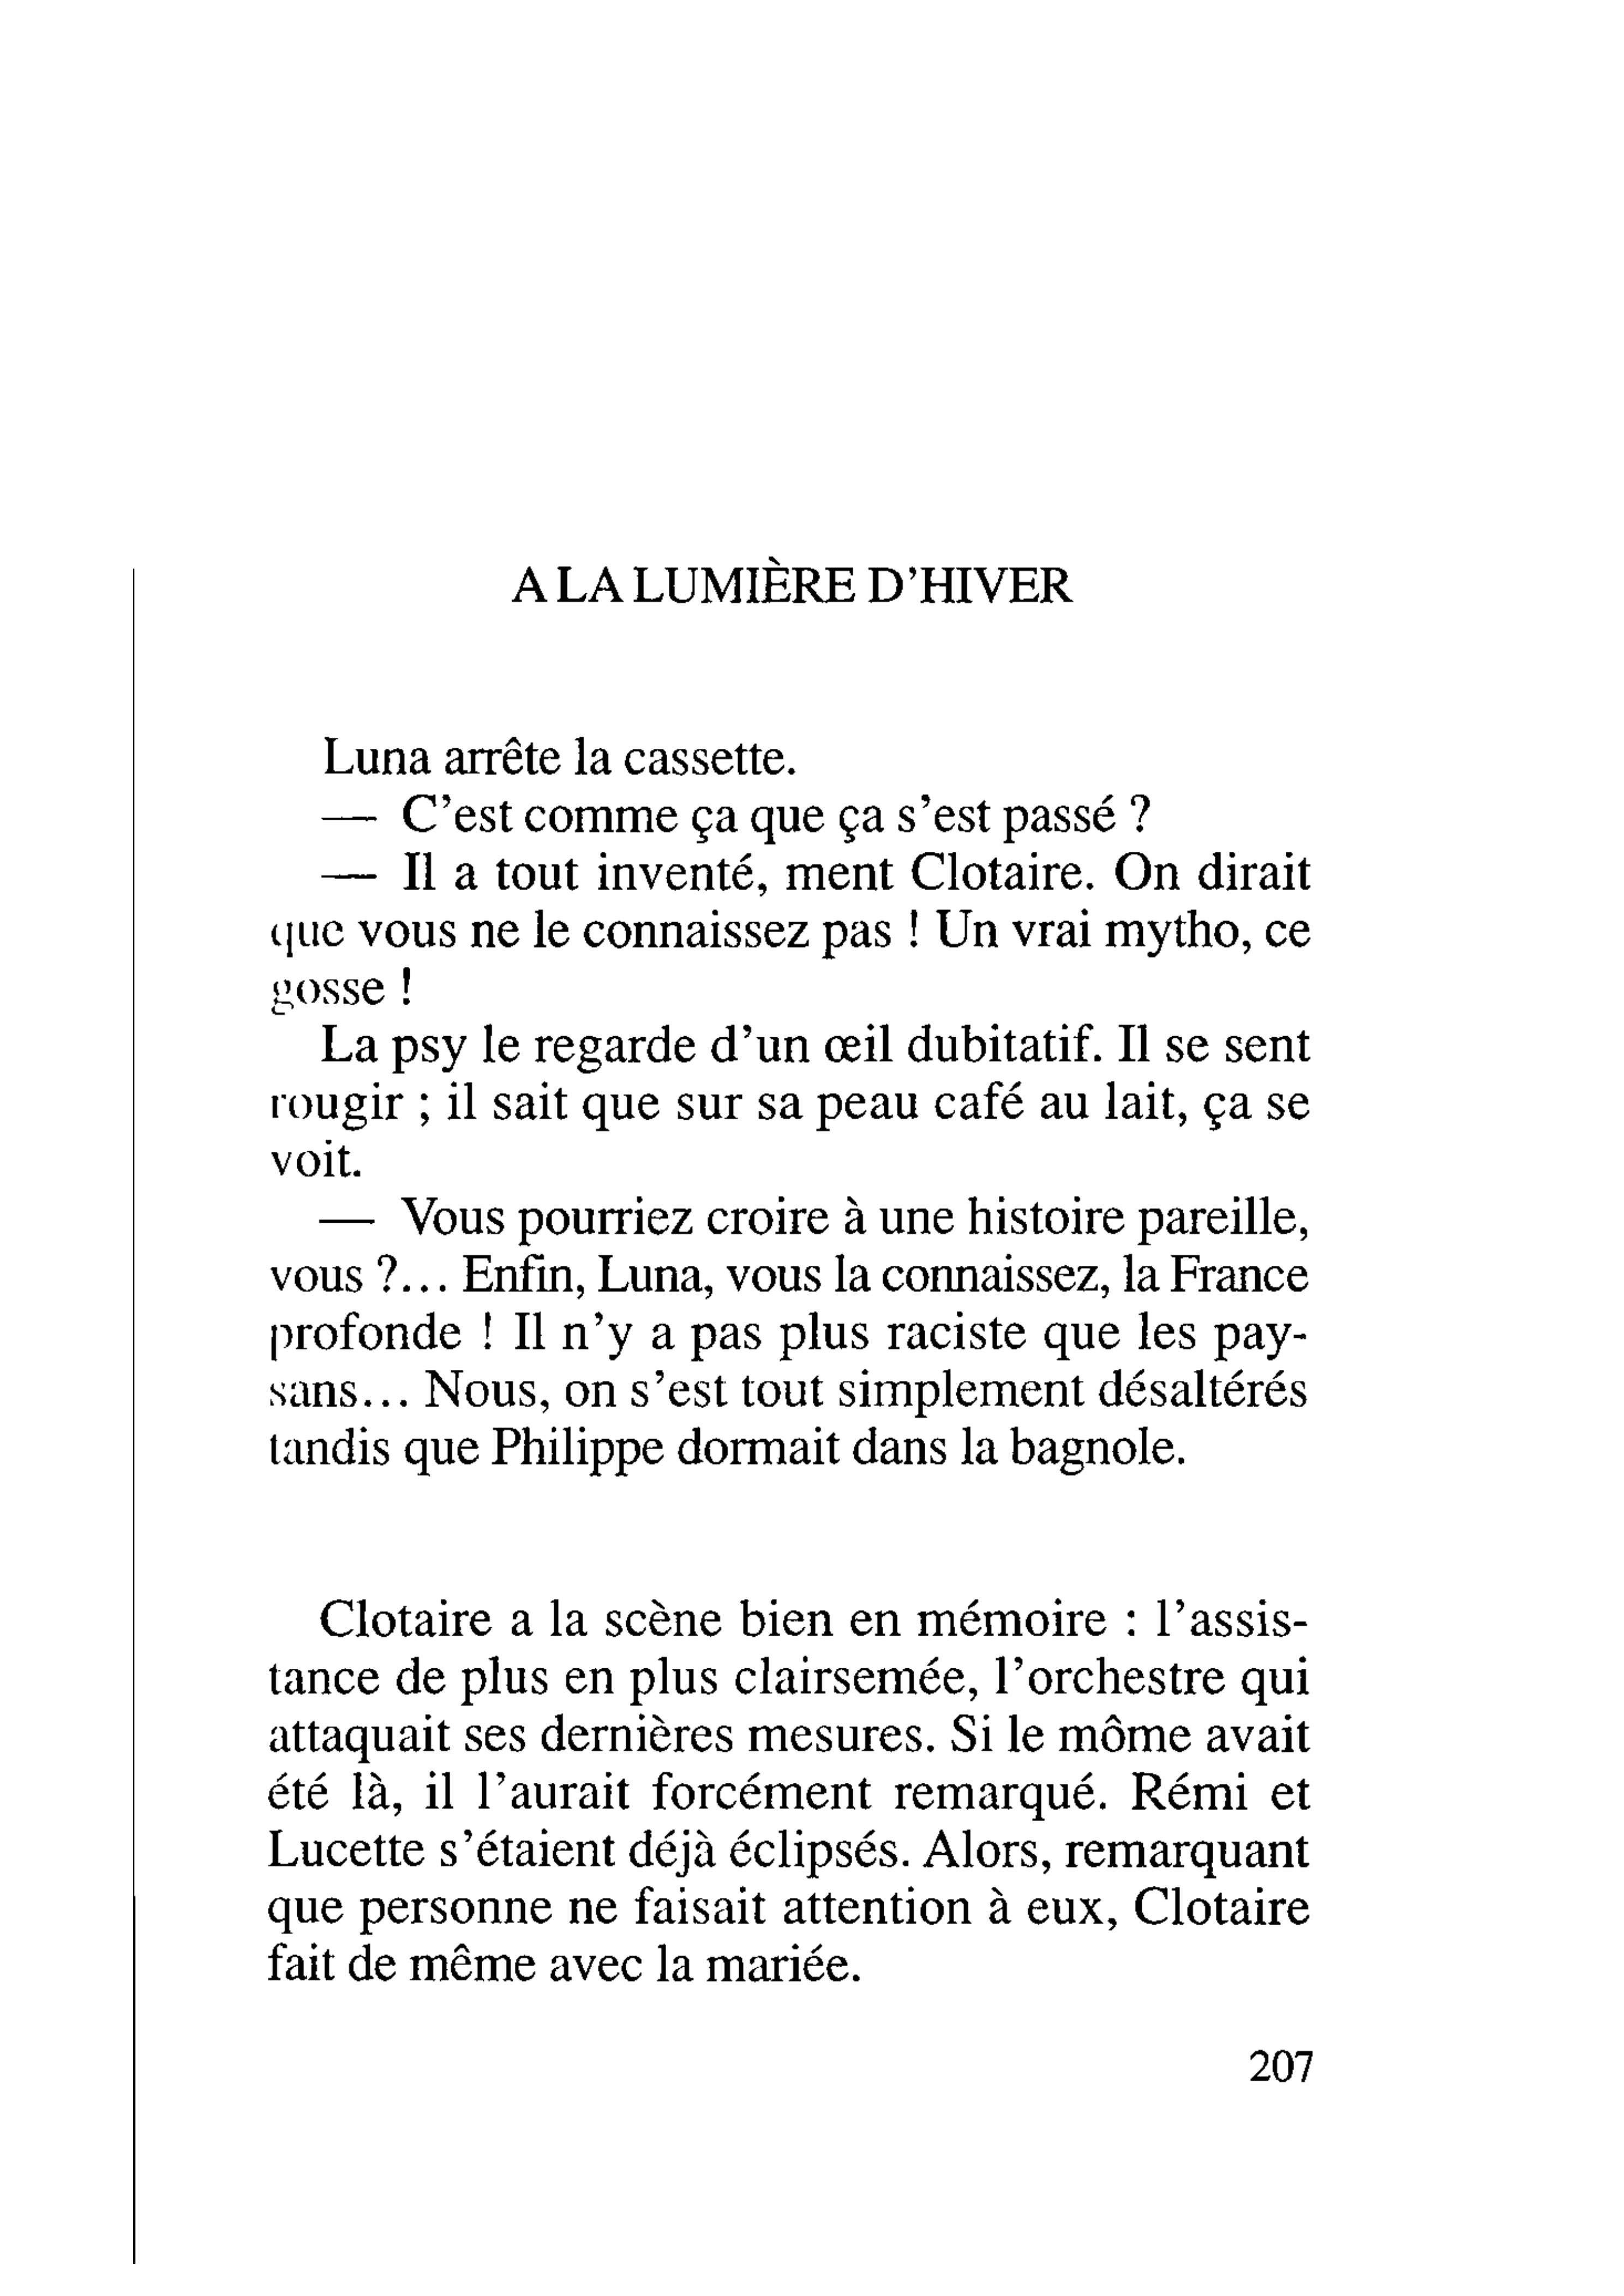 A LA LUMIÈRE D'HIVER
Luna arrête la cassette.
— C'est comme ça que ça s'est passé ?
— Il a tout inventé, ment Clotaire. On dirait
que vous ne le connaissez pas ! Un vrai mytho, ce
gosse !
La psy le regarde d'un œil dubitatif. Il se sent
rougir ; il sait que sur sa peau café au lait, ça se
voit.
— Vous pourriez croire à une histoire pareille,
vous ?... Enfin, Luna, vous la connaissez, la France
profonde ! Il n'y a pas plus raciste que les pay-
sans... Nous, on s'est tout simplement désaltérés
tandis que Philippe dormait dans la bagnole.
Clotaire a la scène bien en mémoire : l'assis-
tance de plus en plus clairsemée, l'orchestre qui
attaquait ses dernières mesures. Si le môme avait
été là, il l'aurait forcément remarqué. Rémi et
Lucette s'étaient déjà éclipsés. Alors, remarquant
que personne ne faisait attention à eux, Clotaire
fait de même avec la mariée.
207